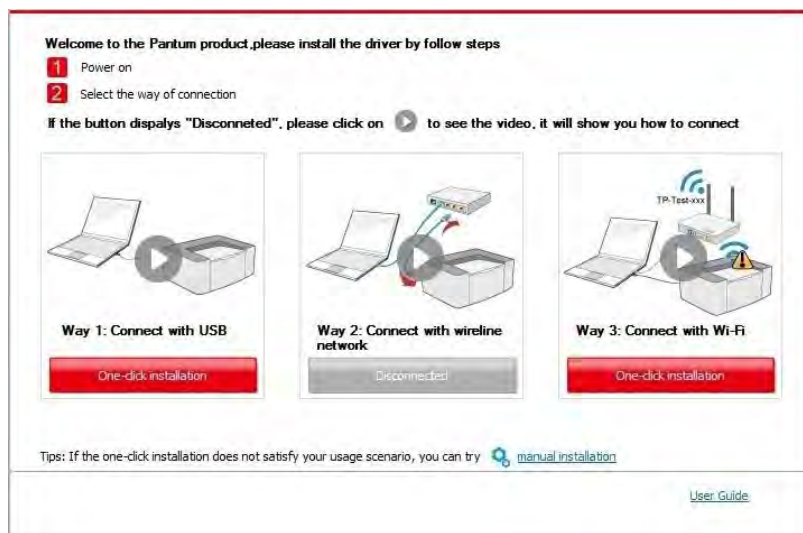 Welcome to the Pantum product,please install the driver by follow steps
1 Power on
2 Select the way of connection
If the button dispalys "Disconneted", please click on to see the video, it will show you how to connect
TP-Test-xxx
Way 1: Connect with USB
Way 2: Connect with wireline
network
Way 3: Connect with Wi-Fi
One-click installation
Disconnected
One-click installation
Tips: If the one-click installation does not satisfy your usage scenario, you can try manual installation
User Guide